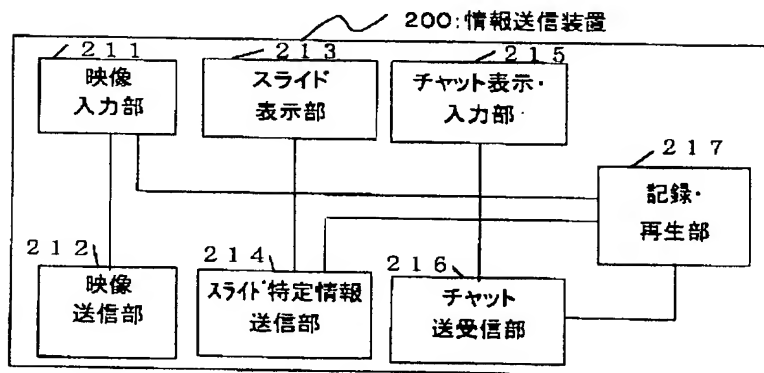 200:情報送信装置
211
映像
入力部
213
スライド
表示部
215
チャット表示・
入力部
217
記録・
再生部
212
映像
送信部
214
スライド特定情報
送信部
216
チャット
送受信部